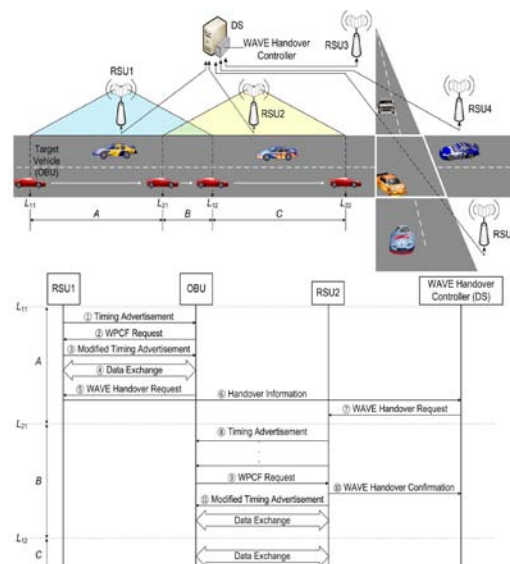 DS
WAVE Handover
Controller
RSU3
RSU1
RSU2
RSU4
Target
Vehicle
(OBU)
RSU
L11
L21
L12
L22
A
B
C
RSU1
OBU
RSU2
WAVE Handover
Controller (DS)
L11
① Timing Advertisement
② WPCF Request
③ Modified Timing Advertisement
A
④ Data Exchange
⑤ WAVE Handover Request
⑥ Handover Information
⑦ WAVE Handover Request
L21
⑧ Timing Advertisement
⑨ WPCF Request
B
⑩ WAVE Handover Confirmation
⑪ Modified Timing Advertisement
Data Exchange
L12
C
Data Exchange